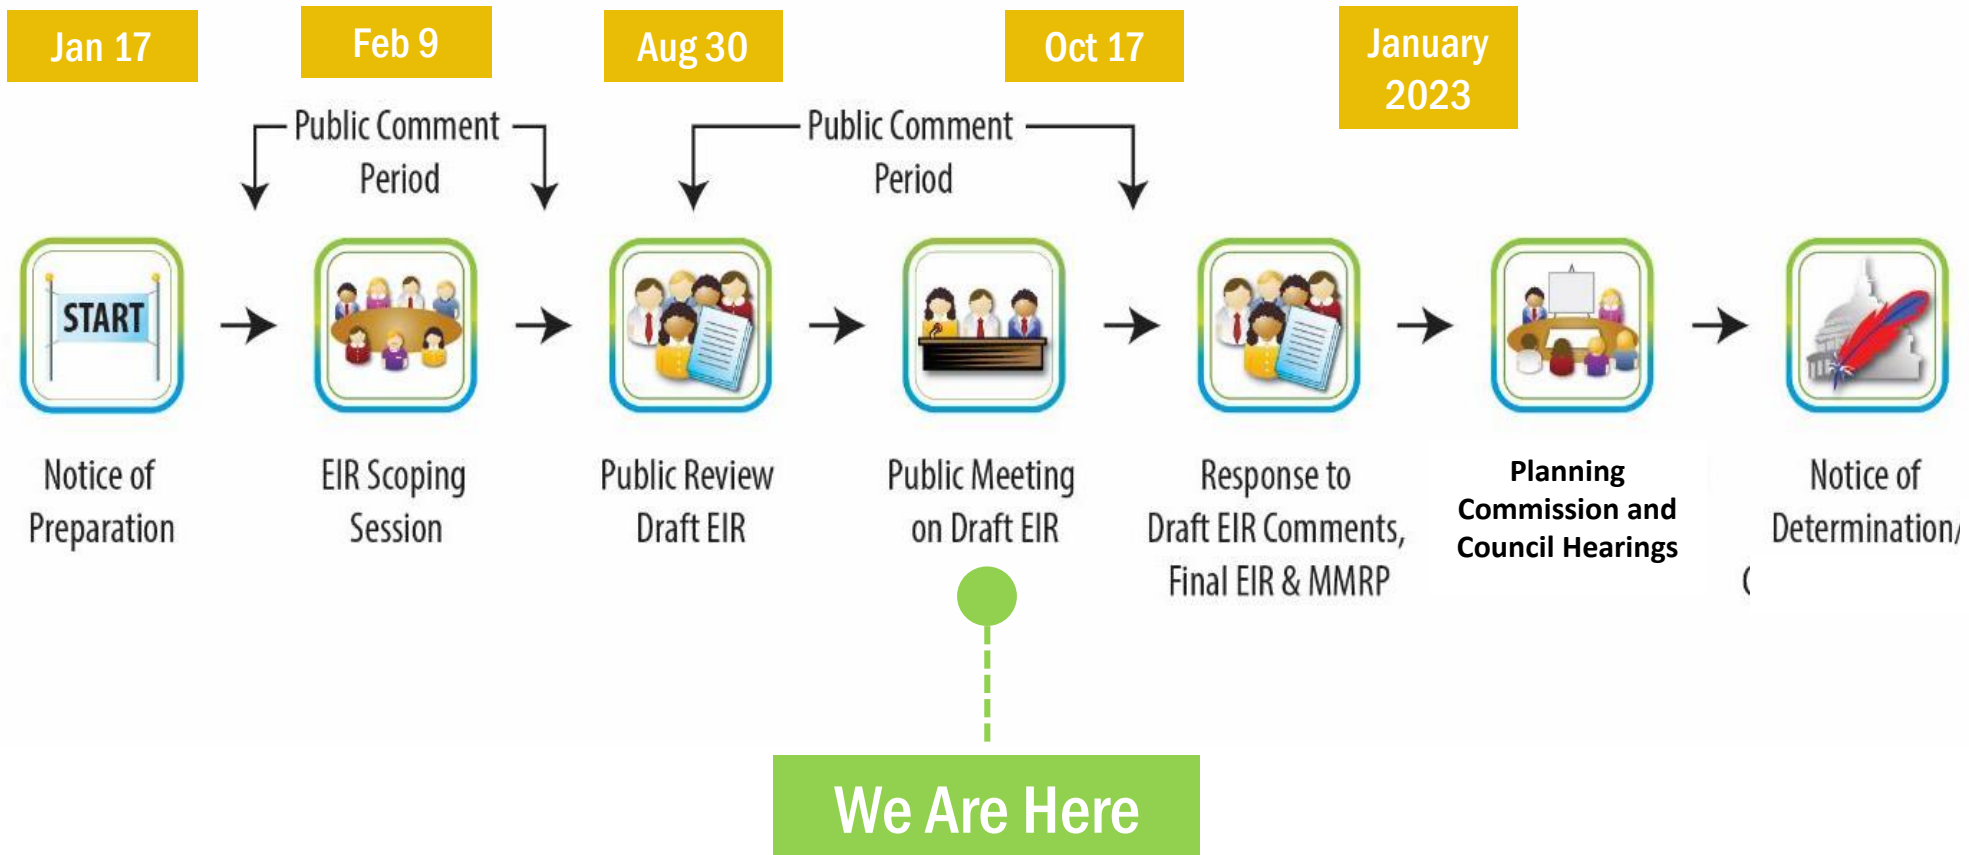 Jan 17
Feb 9
Aug 30
Oct 17
January
2023
Public Comment
Period
Public Comment
Period
START
Notice of
Preparation
EIR Scoping
Session
Public Review
Draft EIR
Public Meeting
on Draft EIR
Response to
Draft EIR Comments,
Final EIR & MMRP
Planning
Commission and
Council Hearings
Notice of
Determination/
We Are Here